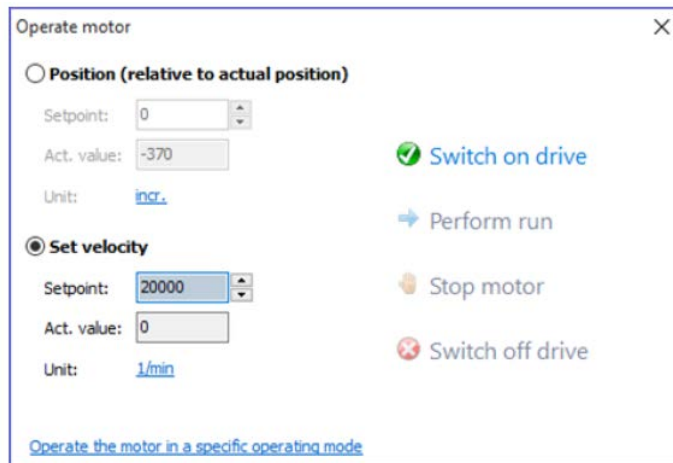 Operate motor
Position (relative to actual position)
Setpoint: 0
Act. value: -370
Unit: incr.
Set velocity
Setpoint: 20000
Act. value: 0
Unit: 1/min
Switch on drive
Perform run
Stop motor
Switch off drive
Operate the motor in a specific operating mode